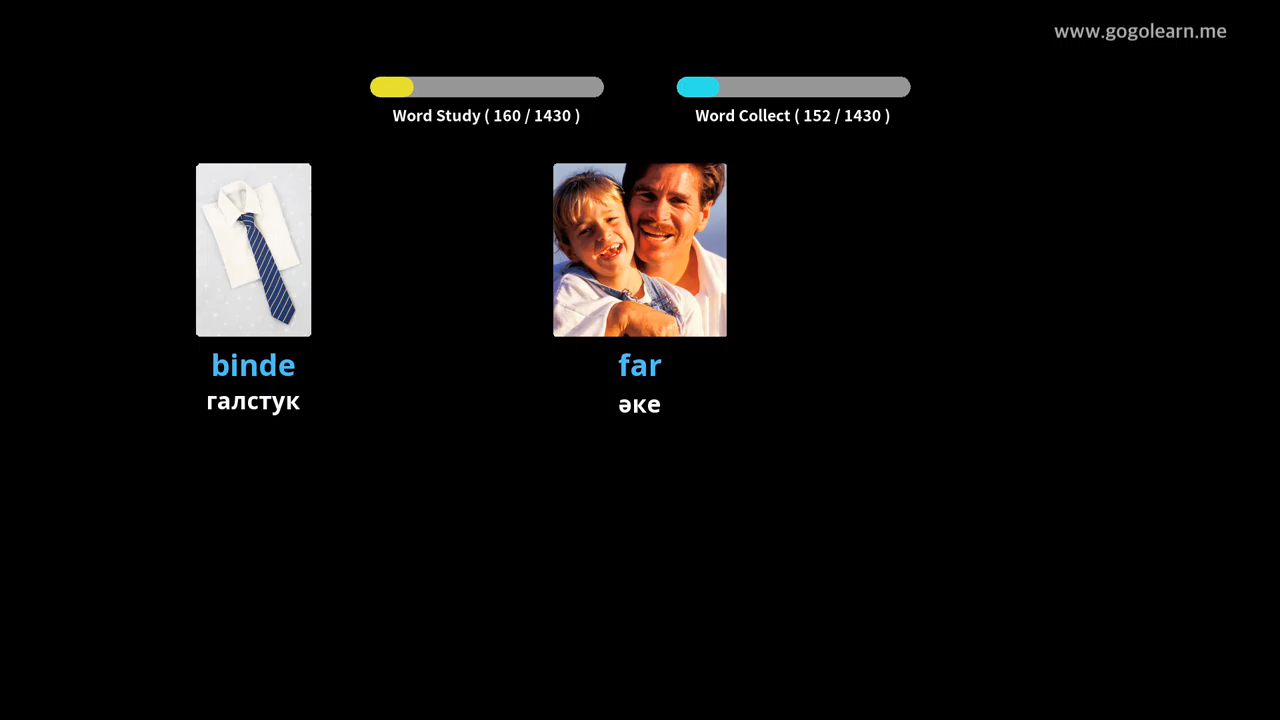 www.gogolearn.me
Word Study ( 160 / 1430 )
Word Collect ( 152 / 1430 )
binde
галстук
far
әке